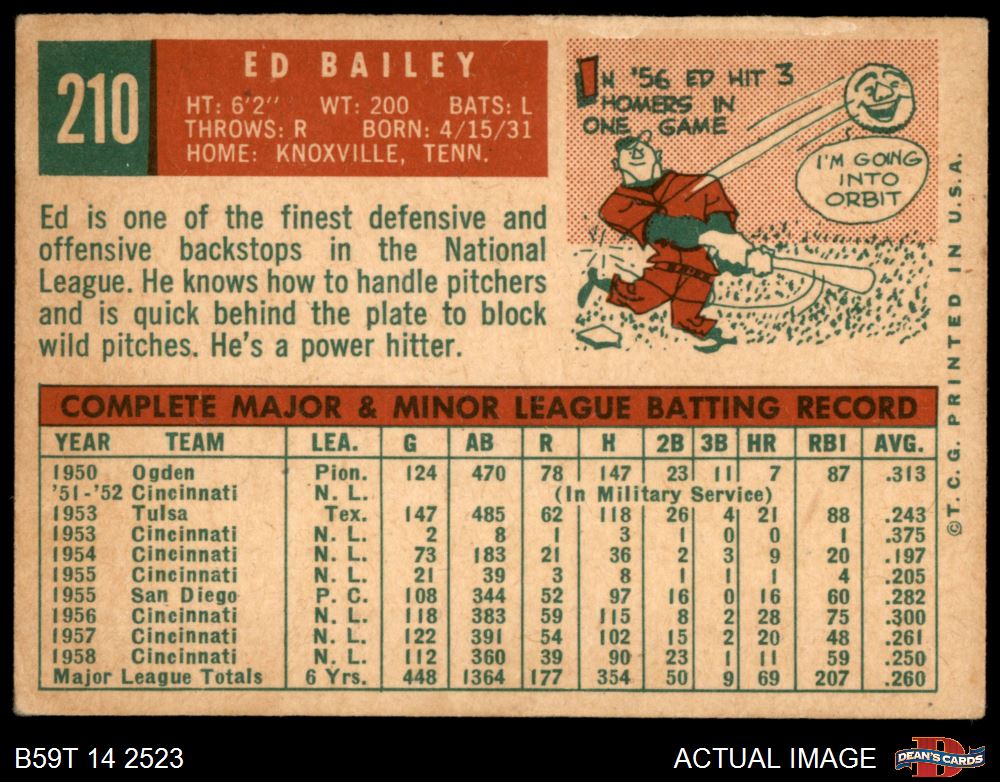 210
ED BAILEY
HT: 6'2" WT: 200 BATS: L
THROWS: R BORN: 4/15/31
HOME: KNOXVILLE, TENN.
IN '56 ED HIT 3
HOMERS IN
ONE GAME
I'M GOING
INTO
ORBIT
Ed is one of the finest defensive and
offensive backstops in the National
League. He knows how to handle pitchers
and is quick behind the plate to block
wild pitches. He's a power hitter.
COMPLETE MAJOR & MINOR LEAGUE BATTING RECORD
YEAR TEAM LEA. G AB R H 2B 3B HR RBI AVG.
1950 Ogden Pion. 124 470 78 147 23 11 7 87 .313
'51-'52 Cincinnati N. L. (In Military Service)
1953 Tulsa Tex. 147 485 62 118 26 4 21 88 .243
1953 Cincinnati N. L. 2 8 1 3 1 0 0 1 .375
1954 Cincinnati N. L. 73 183 21 36 2 3 9 20 .197
1955 Cincinnati N. L. 21 39 3 8 1 1 1 4 .205
1955 San Diego P. C. 108 344 52 97 16 0 16 60 .282
1956 Cincinnati N. L. 118 383 59 115 8 2 28 75 .300
1957 Cincinnati N. L. 122 391 54 102 15 2 20 48 .261
1958 Cincinnati N. L. 112 360 39 90 23 1 11 59 .250
Major League Totals 6 Yrs. 448 1364 177 354 50 9 69 207 .260
©T. C. G. PRINTED IN U.S.A.
B59T 14 2523
ACTUAL IMAGE
D
DEAN'S CARDS